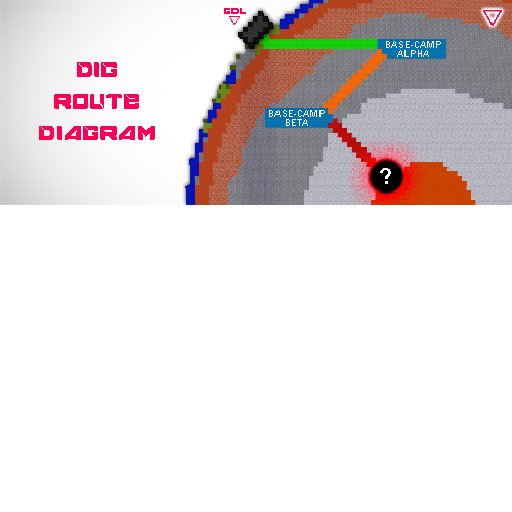 GDL
DIG
ROUTE
DIAGRAM
BASE-CAMP
ALPHA
BASE-CAMP
BETA
?